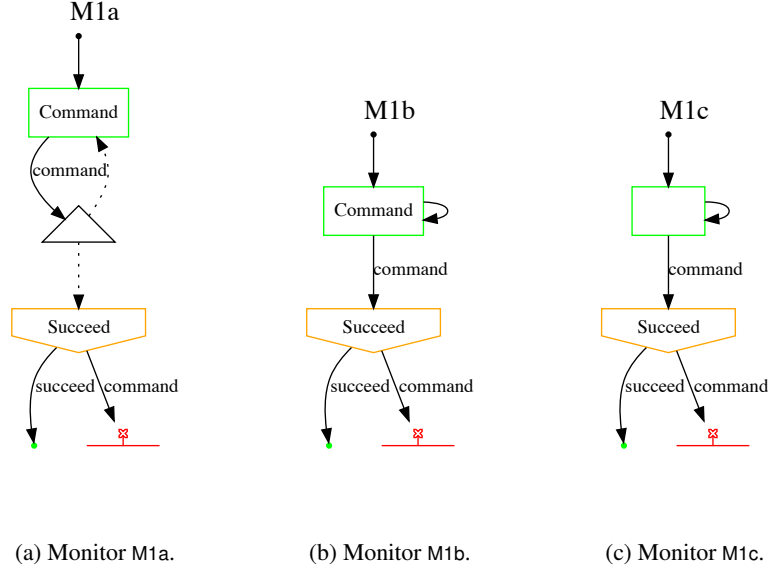 M1a
Command
command
Succeed
succeed
command
(a) Monitor M1a.
M1b
Command
command
Succeed
succeed
command
(b) Monitor M1b.
M1c
command
Succeed
succeed
command
(c) Monitor M1c.